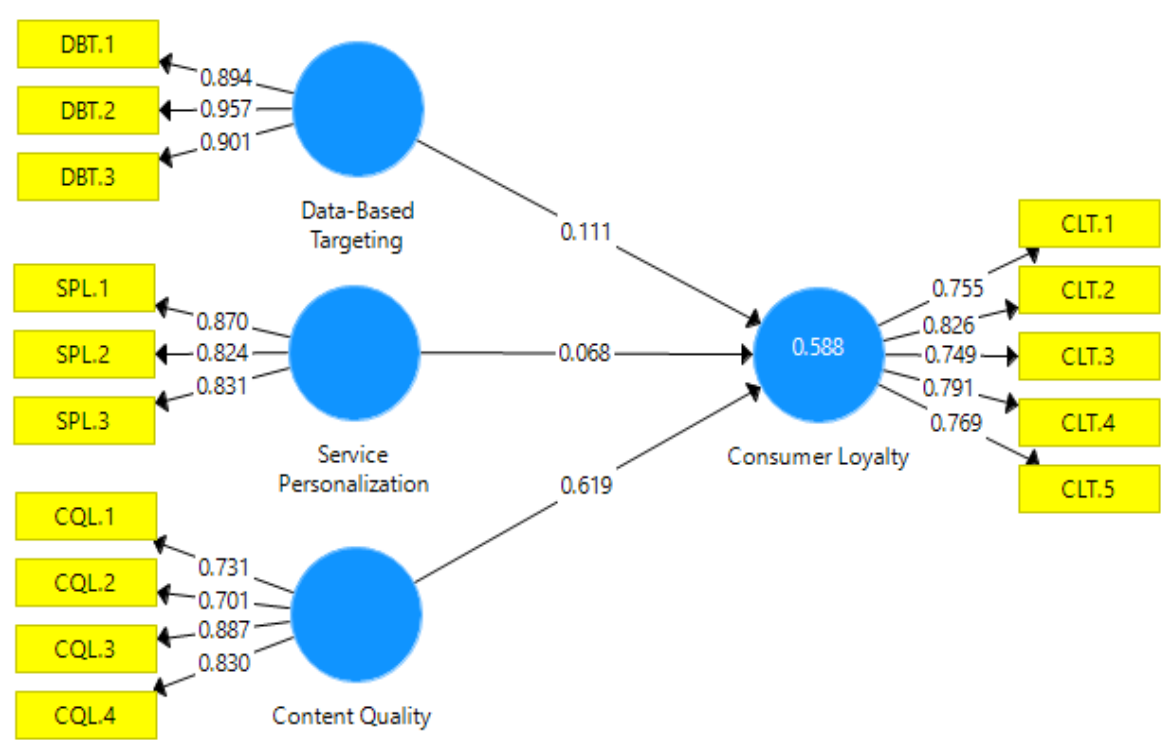 DBT.1
DBT.2
DBT.3
0.894
0.957
0.901
Data-Based
Targeting
0.111
SPL.1
SPL.2
SPL.3
0.870
0.824
0.831
Service
Personalization
0.068
CQL.1
CQL.2
CQL.3
CQL.4
0.731
0.701
0.887
0.830
Content Quality
0.619
0.588
Consumer Loyalty
0.755
0.826
0.749
0.791
0.769
CLT.1
CLT.2
CLT.3
CLT.4
CLT.5